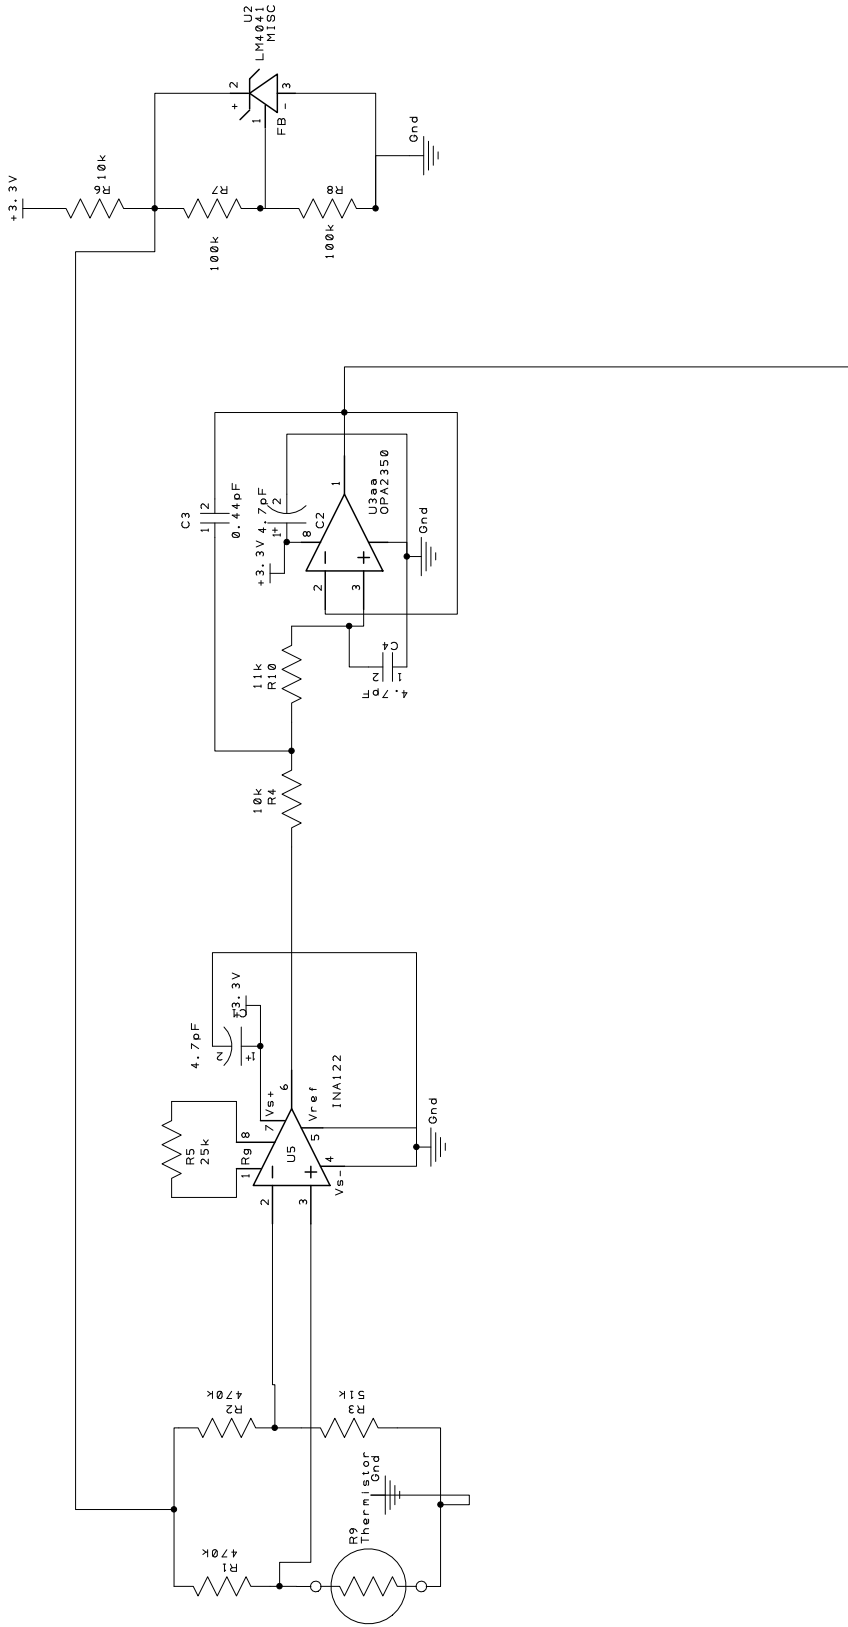 U2
LM4041
MISC
2
+
3
-
1
FB
Gnd
+3.3V
R6
10k
R7
100k
R8
100k
C3
1
2
0.44pF
4.7pF
2
1+
C2
+3.3V
8
1
U3aa
OPA2350
Gnd
2
3
C4
2
1
4.7pF
11k
R10
10k
R4
4.7pF
2
1+
C1
+3.3V
R5
25k
1
Rg
8
7
Vs+
6
INA122
Vref
5
U5
4
Vs-
Gnd
2
3
R2
470k
R3
51k
R9
Thermistor
Gnd
R1
470k